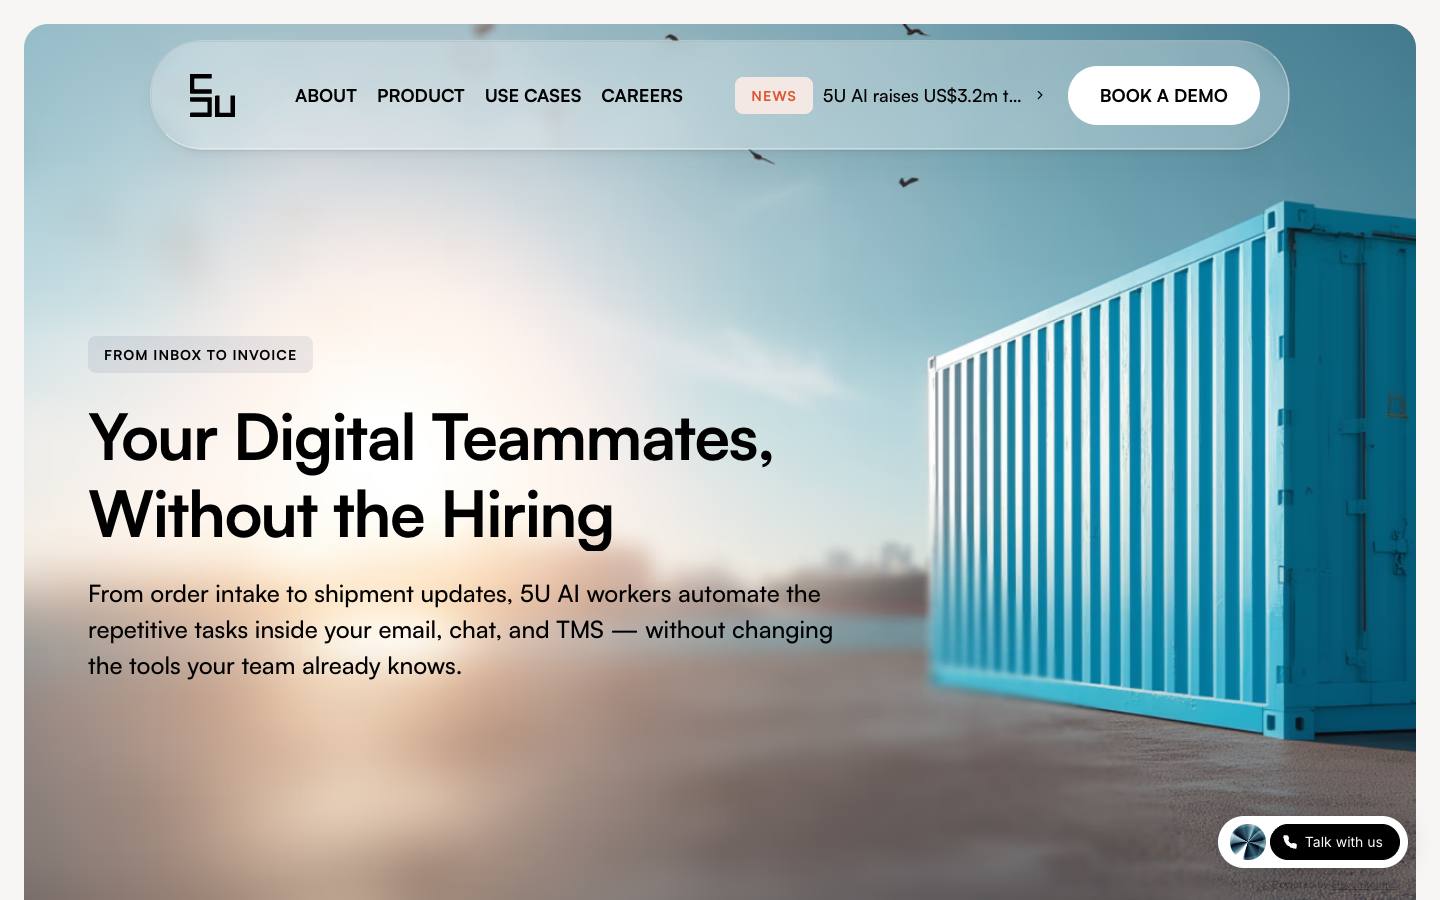 5u
ABOUT PRODUCT USE CASES CAREERS
NEWS 5U AI raises US$3.2m t...
BOOK A DEMO
FROM INBOX TO INVOICE
Your Digital Teammates,
Without the Hiring
From order intake to shipment updates, 5U AI workers automate the
repetitive tasks inside your email, chat, and TMS — without changing
the tools your team already knows.
Talk with us